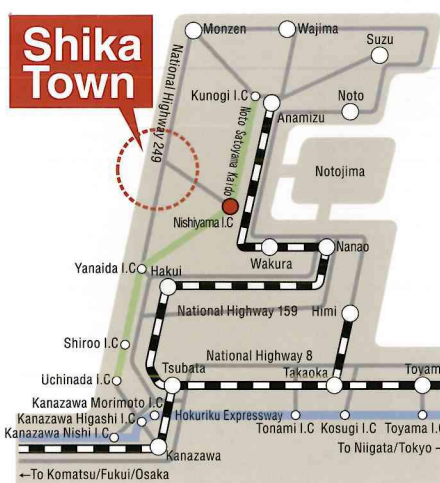 Shika
Town
Monzen
Wajima
Suzu
National Highway 249
Kunogi I.C
Anamizu
Noto
Noto Satoyama Kaido
Notojima
Nishiyama I.C
Wakura
Nanao
Yanaida I.C
Hakui
National Highway 159
Himi
Shiroo I.C
National Highway 8
Uchinada I.C
Tsubata
Takaoka
Toyam
Kanazawa Morimoto I.C
Kanazawa Higashi I.C
Hokuriku Expressway
Kanazawa Nishi I.C
Tonami I.C
Kosugi I.C
Toyama I.C
Kanazawa
To Niigata/Tokyo
←To Komatsu/Fukui/Osaka